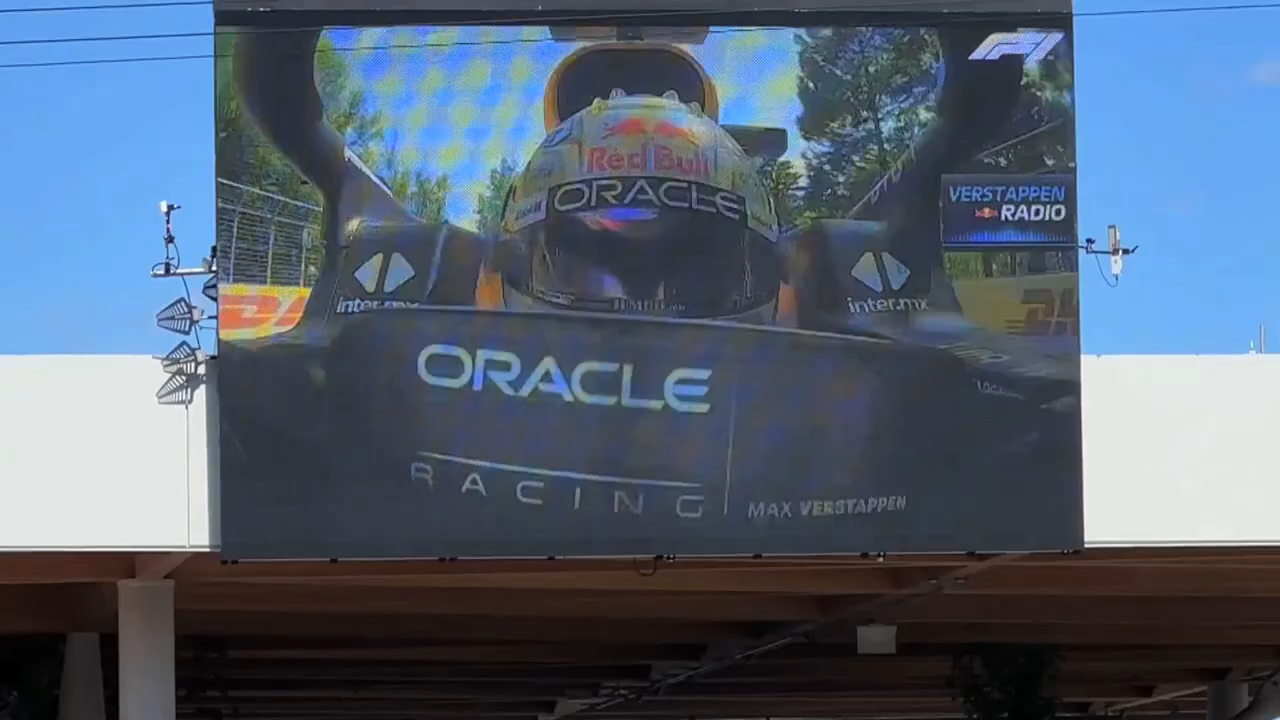 F1
VERSTAPPEN
RADIO
Red Bull
ORACLE
inter.mx
inter.mx
ORACLE
RACING
MAX VERSTAPPEN